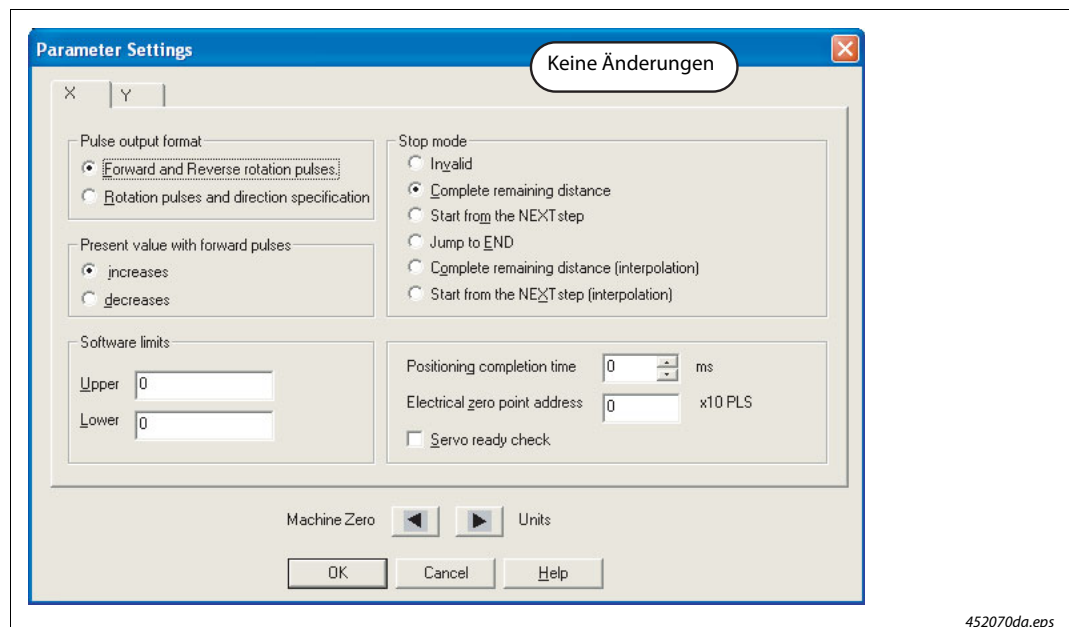 Parameter Settings
Keine Änderungen
X
Y
Pulse output format
Forward and Reverse rotation pulses.
Rotation pulses and direction specification
Present value with forward pulses
increases
decreases
Software limits
Upper 0
Lower 0
Stop mode
Invalid
Complete remaining distance
Start from the NEXT step
Jump to END
Complete remaining distance (interpolation)
Start from the NEXT step (interpolation)
Positioning completion time 0 ms
Electrical zero point address 0 x10 PLS
Servo ready check
Machine Zero Units
OK Cancel Help
452070da.eps